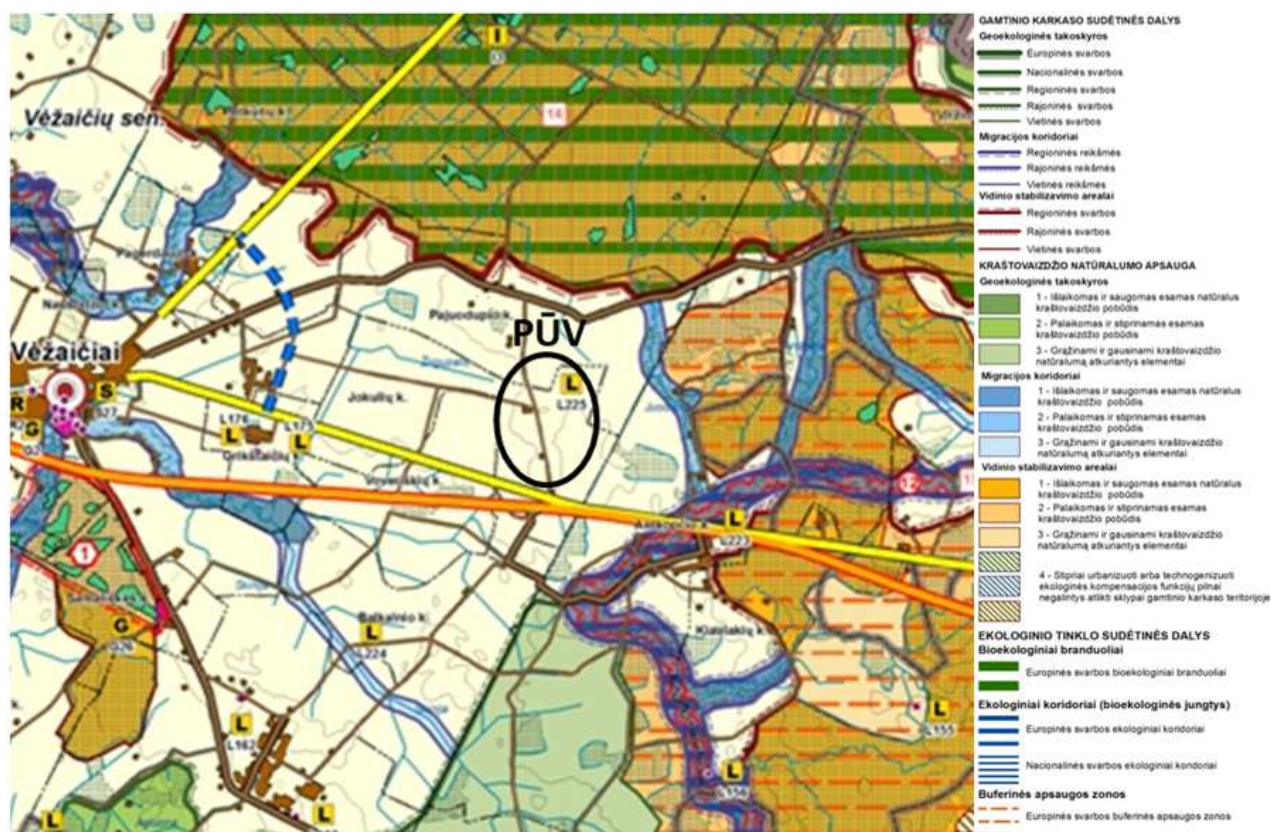 Vėžaičių sen.
I
14
PŪV
Vėžaičiai
S
R
G
L
L176
L
L175
L
L225
Jokulių k.
Pajuodupio k.
L
L223
1
G
G26
L
L224
L
L162
L
L
L
L155
L
L156
GAMTINIO KARKASO SUDĖTINĖS DALYS
Geoekologinės takoskyros
Europinės svarbos
Nacionalinės svarbos
Regioninės svarbos
Rajoninės svarbos
Vietinės svarbos
Migracijos koridoriai
Regioninės reikšmės
Rajoninės reikšmės
Vietinės reikšmės
Vidinio stabilizavimo arealai
Regioninės svarbos
Rajoninės svarbos
Vietinės svarbos
KRAŠTOVAIZDŽIO NATŪRALUMO APSAUGA
Geoekologinės takoskyros
1 - Išlaikomas ir saugomas esamas natūralus
kraštovaizdžio pobūdis
2 - Palaikomas ir stiprinamas esamas
kraštovaizdžio pobūdis
3 - Grąžinami ir gausinami kraštovaizdžio
natūralumą atkuriantys elementai
Migracijos koridoriai
1 - Išlaikomas ir saugomas esamas natūralus
kraštovaizdžio pobūdis
2 - Palaikomas ir stiprinamas esamas
kraštovaizdžio pobūdis
3 - Grąžinami ir gausinami kraštovaizdžio
natūralumą atkuriantys elementai
Vidinio stabilizavimo arealai
1 - Išlaikomas ir saugomas esamas natūralus
kraštovaizdžio pobūdis
2 - Palaikomas ir stiprinamas esamas
kraštovaizdžio pobūdis
3 - Grąžinami ir gausinami kraštovaizdžio
natūralumą atkuriantys elementai
4 - Stipriai urbanizuoti arba technogenizuoti
ekologinės kompensacijos funkcijų pilnai
negalintys atlikti sklypai gamtinio karkaso teritorijoje
EKOLOGINIO TINKLO SUDĖTINĖS DALYS
Bioekologiniai branduoliai
Europinės svarbos bioekologiniai branduoliai
Ekologiniai koridoriai (bioekologinės jungtys)
Europinės svarbos ekologiniai koridoriai
Nacionalinės svarbos ekologiniai koridoriai
Buferinės apsaugos zonos
Europinės svarbos buferinės apsaugos zonos